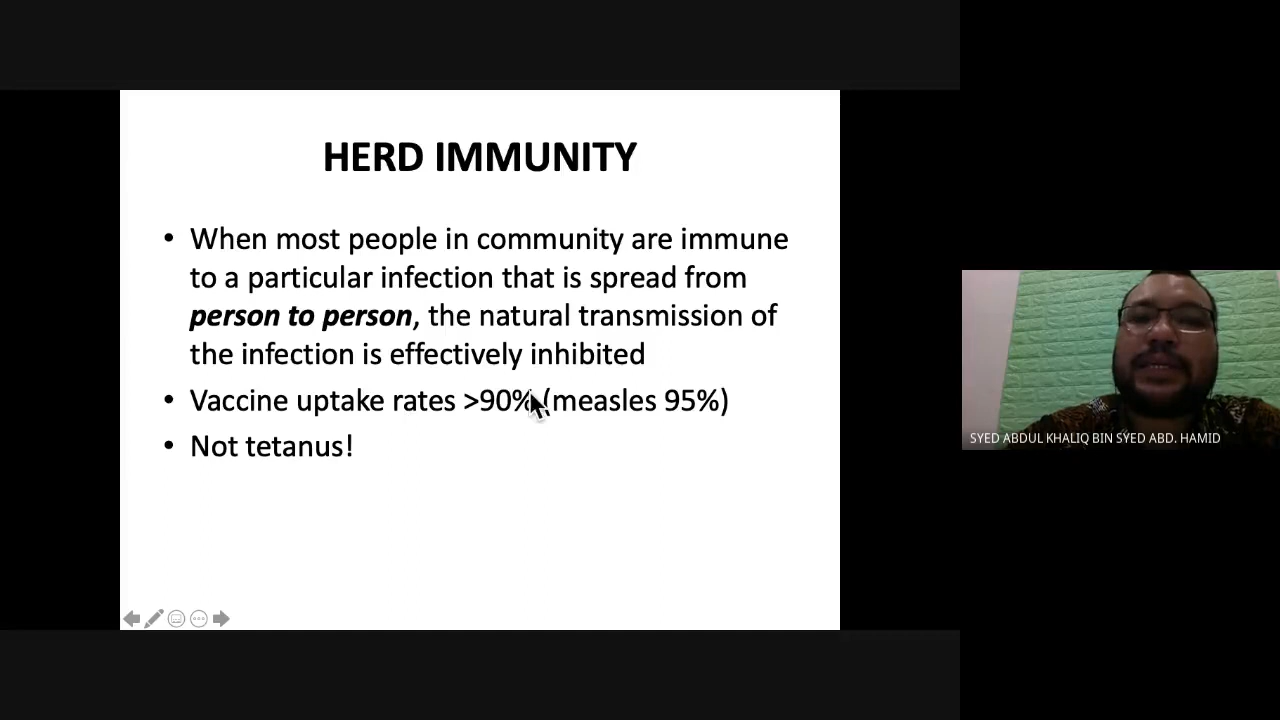 HERD IMMUNITY
• When most people in community are immune
to a particular infection that is spread from
person to person, the natural transmission of
the infection is effectively inhibited
• Vaccine uptake rates >90% (measles 95%)
• Not tetanus!
SYED ABDUL KHALIQ BIN SYED ABD. HAMID